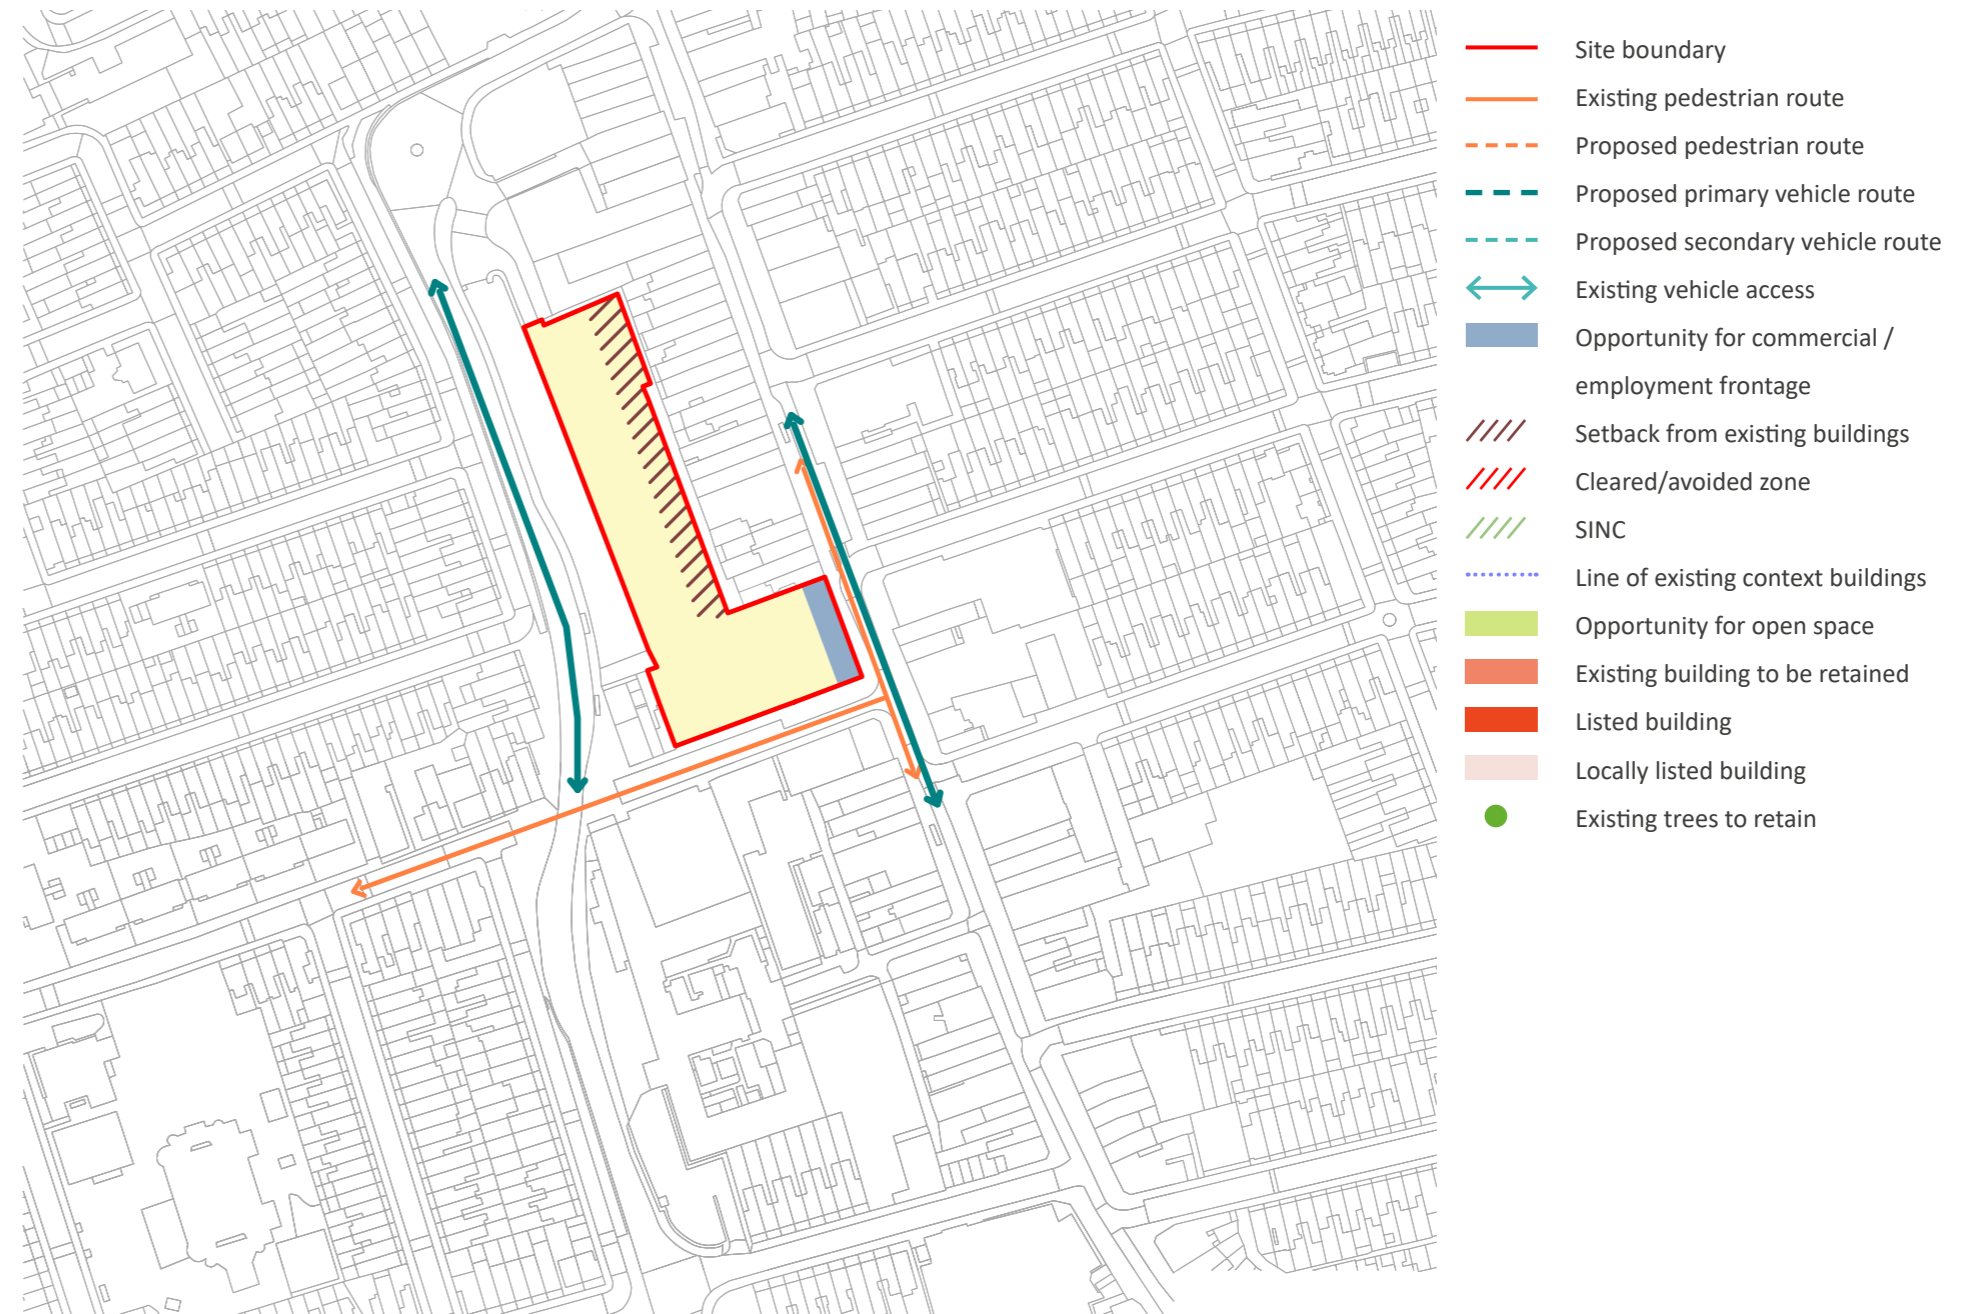 Site boundary
Existing pedestrian route
Proposed pedestrian route
Proposed primary vehicle route
Proposed secondary vehicle route
Existing vehicle access
Opportunity for commercial /
employment frontage
Setback from existing buildings
Cleared/avoided zone
SINC
Line of existing context buildings
Opportunity for open space
Existing building to be retained
Listed building
Locally listed building
Existing trees to retain